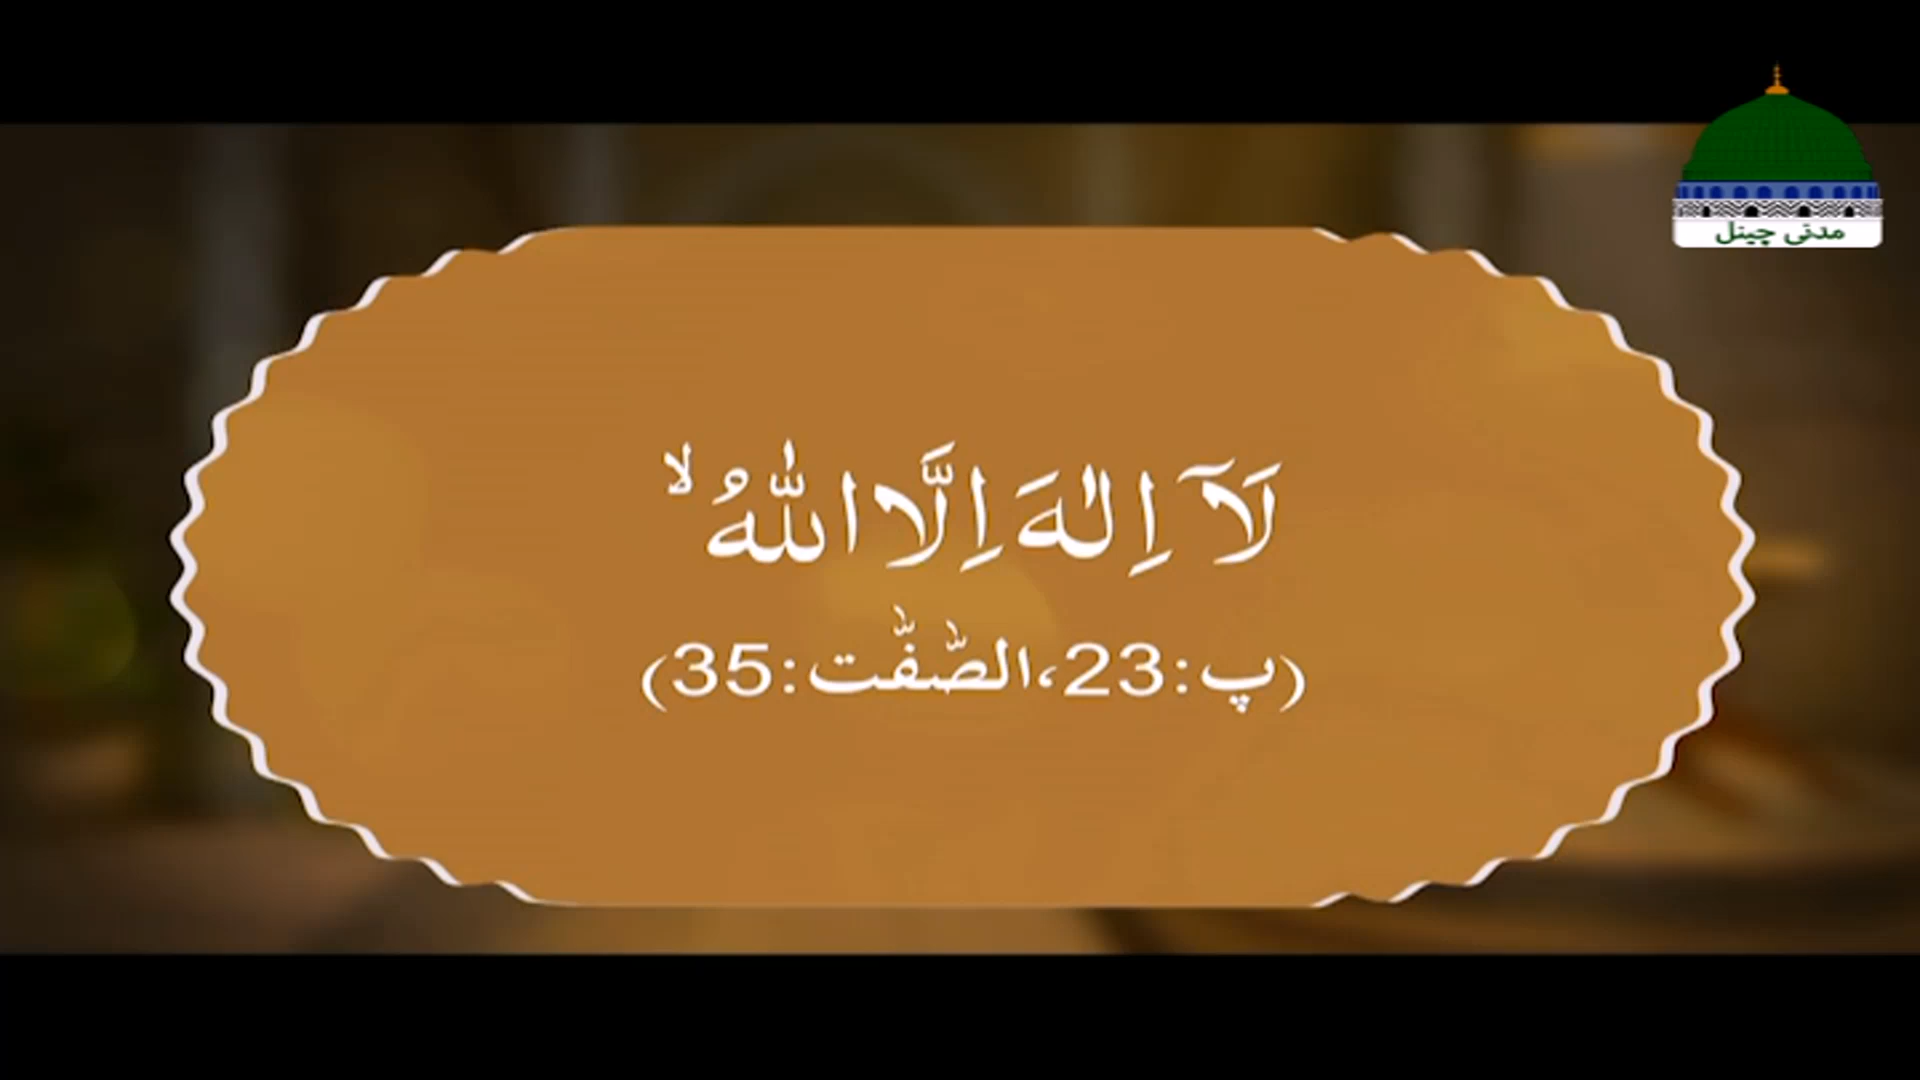 مدنی چینل
لَاۤ اِلٰهَ اِلَّا اللّٰهُ ۙ
(پ:23،الصّٰٓفّٰت:35)